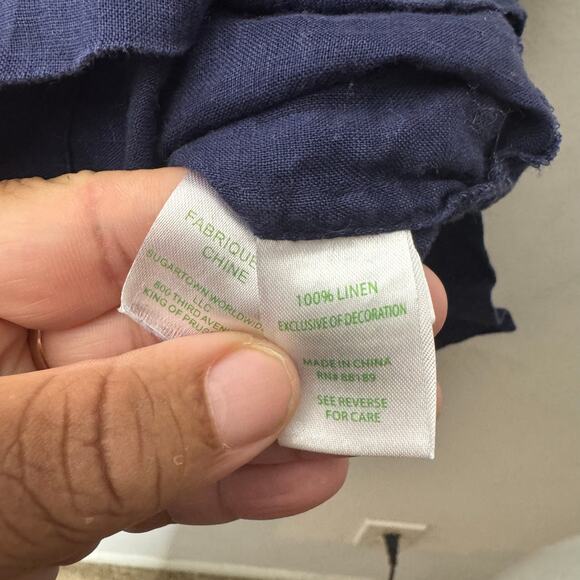 FABRIQUE
CHINE
SUGARTOWN WORLDWIDE
LLC
800 THIRD AVENUE
KING OF PRUS
100% LINEN
EXCLUSIVE OF DECORATION
MADE IN CHINA
RN# 88189
SEE REVERSE
FOR CARE